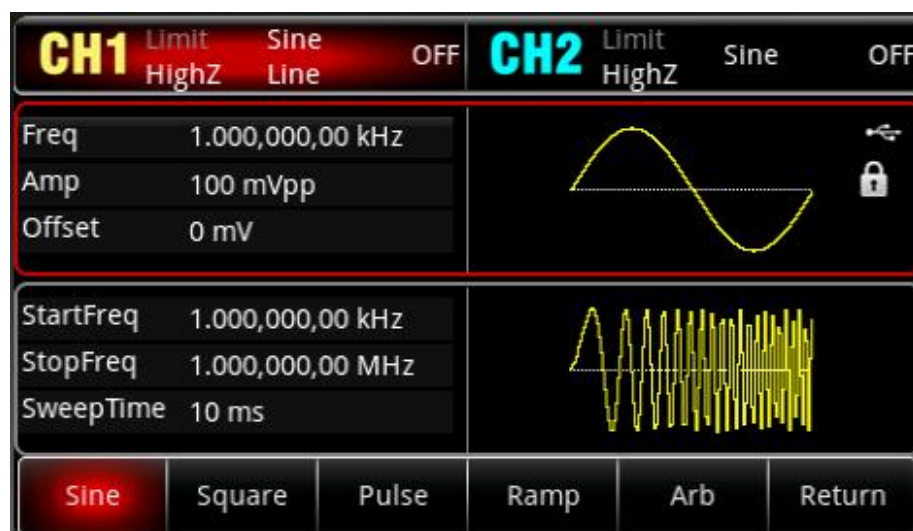 CH1 Limit Sine OFF CH2 Limit Sine OFF
HighZ Line HighZ
Freq 1.000,000,00 kHz
Amp 100 mVpp
Offset 0 mV
StartFreq 1.000,000,00 kHz
StopFreq 1.000,000,00 MHz
SweepTime 10 ms
Sine Square Pulse Ramp Arb Return